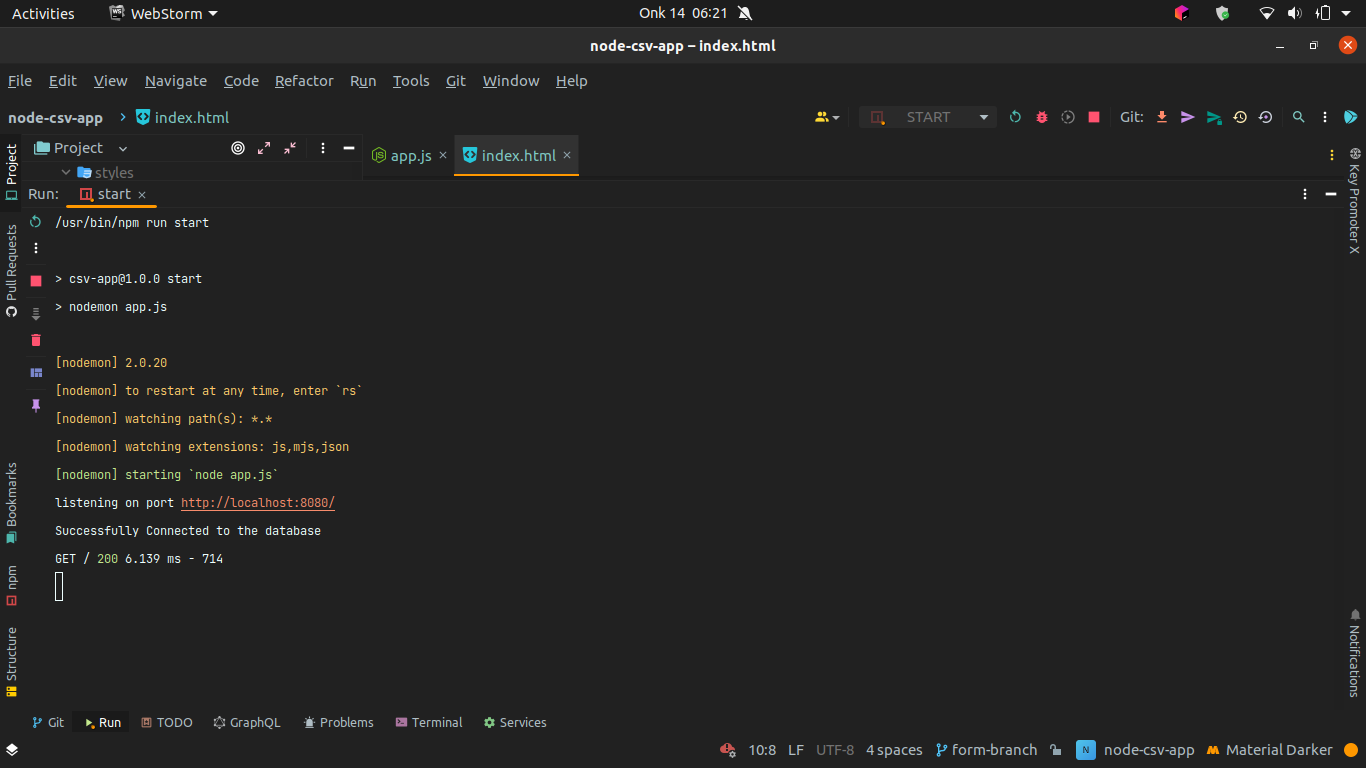 Activities WebStorm Onk 14 06:21
node-csv-app – index.html
File Edit View Navigate Code Refactor Run Tools Git Window Help
node-csv-app index.html START Git:
Project app.js index.html
styles
Run: start
/usr/bin/npm run start
> csv-app@1.0.0 start
> nodemon app.js
[nodemon] 2.0.20
[nodemon] to restart at any time, enter `rs`
[nodemon] watching path(s): *.*
[nodemon] watching extensions: js,mjs,json
[nodemon] starting `node app.js`
listening on port http://localhost:8080/
Successfully Connected to the database
GET / 200 6.139 ms - 714
Project
Pull Requests
Bookmarks
npm
Structure
Key Promoter X
Notifications
Git Run TODO GraphQL Problems Terminal Services
10:8 LF UTF-8 4 spaces form-branch N node-csv-app Material Darker